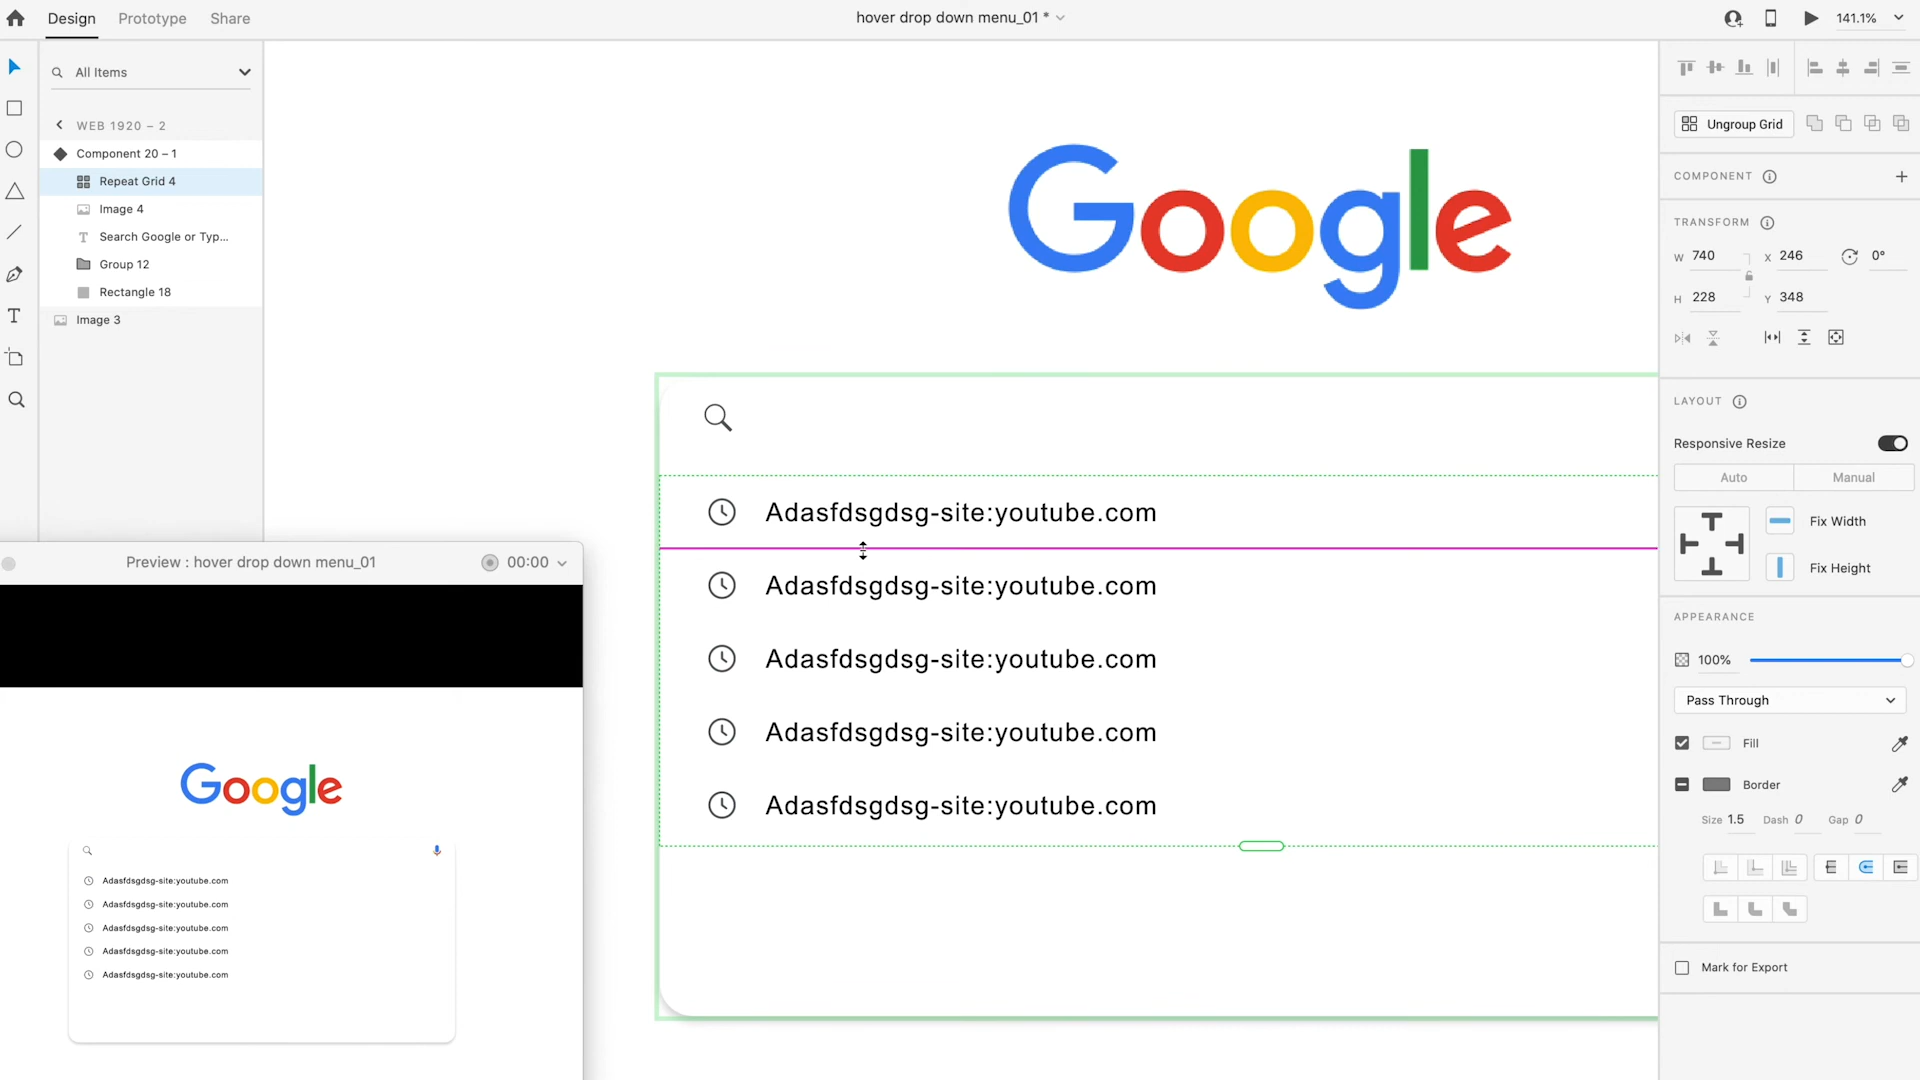 Design
Prototype
Share
hover drop down menu_01 *
141.1%
All Items
WEB 1920 – 2
Component 20 – 1
Repeat Grid 4
Image 4
Search Google or Typ...
Group 12
Rectangle 18
Image 3
Google
Adasfdsgdsg-site:youtube.com
Adasfdsgdsg-site:youtube.com
Adasfdsgdsg-site:youtube.com
Adasfdsgdsg-site:youtube.com
Adasfdsgdsg-site:youtube.com
Preview : hover drop down menu_01
00:00
Google
Adasfdsgdsg-site:youtube.com
Adasfdsgdsg-site:youtube.com
Adasfdsgdsg-site:youtube.com
Adasfdsgdsg-site:youtube.com
Adasfdsgdsg-site:youtube.com
Ungroup Grid
COMPONENT
TRANSFORM
W 740 X 246 0°
H 228 Y 348
LAYOUT
Responsive Resize
Auto
Manual
Fix Width
Fix Height
APPEARANCE
100%
Pass Through
Fill
Border
Size 1.5 Dash 0 Gap 0
Mark for Export